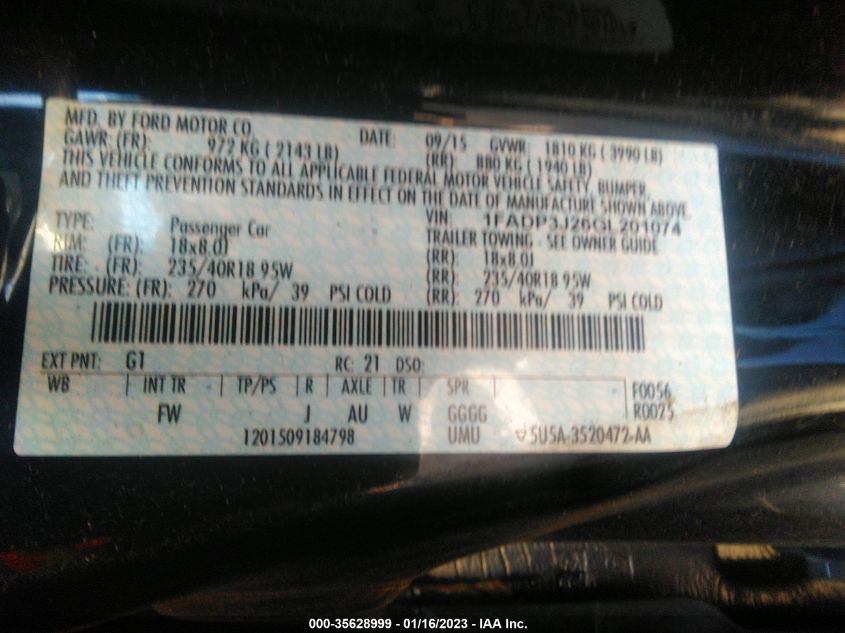 MFD. BY FORD MOTOR CO.
DATE: 09/15 GVWR: 1810 KG ( 3990 LB)
GAWR: (FR): 972 KG ( 2143 LB) (RR): 880 KG ( 1940 LB)
THIS VEHICLE CONFORMS TO ALL APPLICABLE FEDERAL MOTOR VEHICLE SAFETY, BUMPER,
AND THEFT PREVENTION STANDARDS IN EFFECT ON THE DATE OF MANUFACTURE SHOWN ABOVE.
VIN: 1FADP3J26GL201074
TYPE: Passenger Car TRAILER TOWING - SEE OWNER GUIDE
RIM: (FR): 18x8.0J (RR): 18x8.0J
TIRE: (FR): 235/40R18 95W (RR): 235/40R18 95W
PRESSURE: (FR): 270 kPa/ 39 PSI COLD (RR): 270 kPa/ 39 PSI COLD
EXT PNT: G1 RC: 21 DSO:
WB INT TR TP/PS R AXLE TR SPR F0056
FW J AU W GGGG R0025
1201509184798 UMU 5U5A-3520472-AA
000-35628999 - 01/16/2023 - IAA Inc.